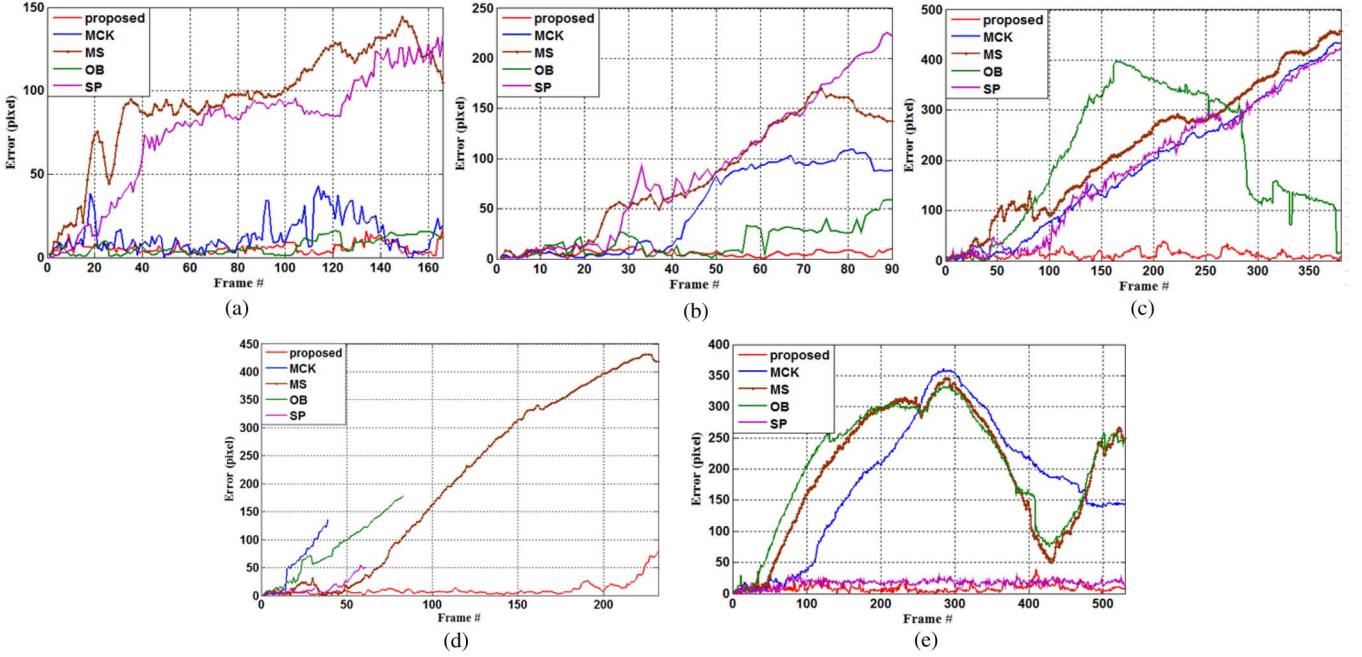 150
100
50
0
Error (pixel)
proposed
MCK
MS
OB
SP
0 20 40 60 80 100 120 140 160
Frame #
(a)
250
200
150
100
50
0
Error (pixel)
proposed
MCK
MS
OB
SP
0 10 20 30 40 50 60 70 80 90
Frame #
(b)
500
400
300
200
100
0
Error (pixel)
proposed
MCK
MS
OB
SP
0 50 100 150 200 250 300 350
Frame #
(c)
450
400
350
300
250
200
150
100
50
0
Error (pixel)
proposed
MCK
MS
OB
SP
0 50 100 150 200
Frame #
(d)
400
350
300
250
200
150
100
50
0
Error (pixel)
proposed
MCK
MS
OB
SP
0 100 200 300 400 500
Frame #
(e)